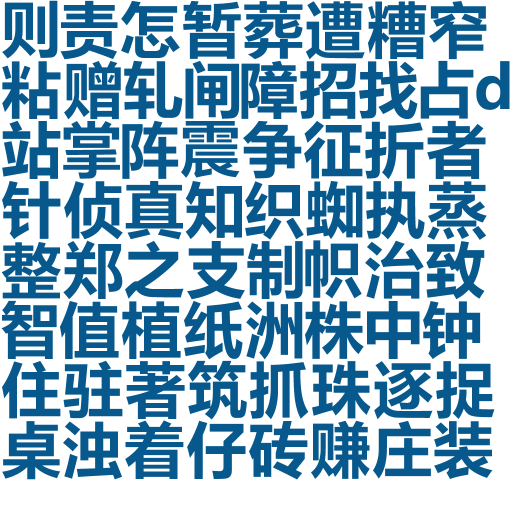 则责怎暂葬遭糟窄
粘赠轧闸障招找占d
站掌阵震争征折者
针侦真知织蜘执蒸
整郑之支制帜治致
智值植纸洲株中钟
住驻著筑抓珠逐捉
桌浊着仔砖赚庄装